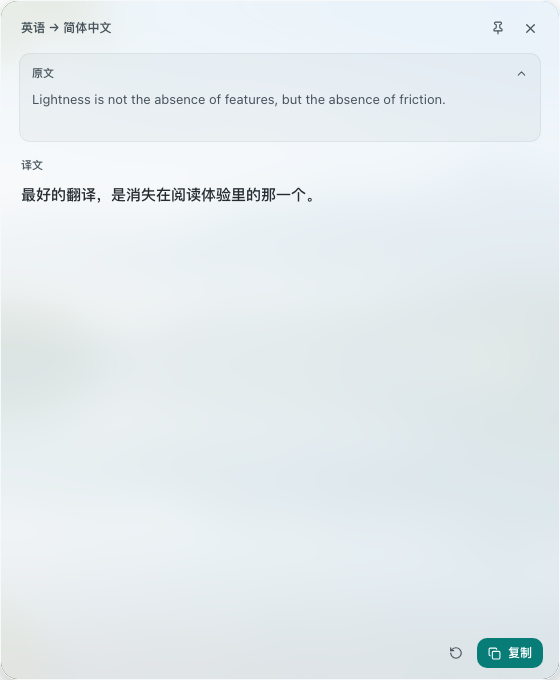 英语 → 简体中文
原文
Lightness is not the absence of features, but the absence of friction.
译文
最好的翻译，是消失在阅读体验里的那一个。
复制